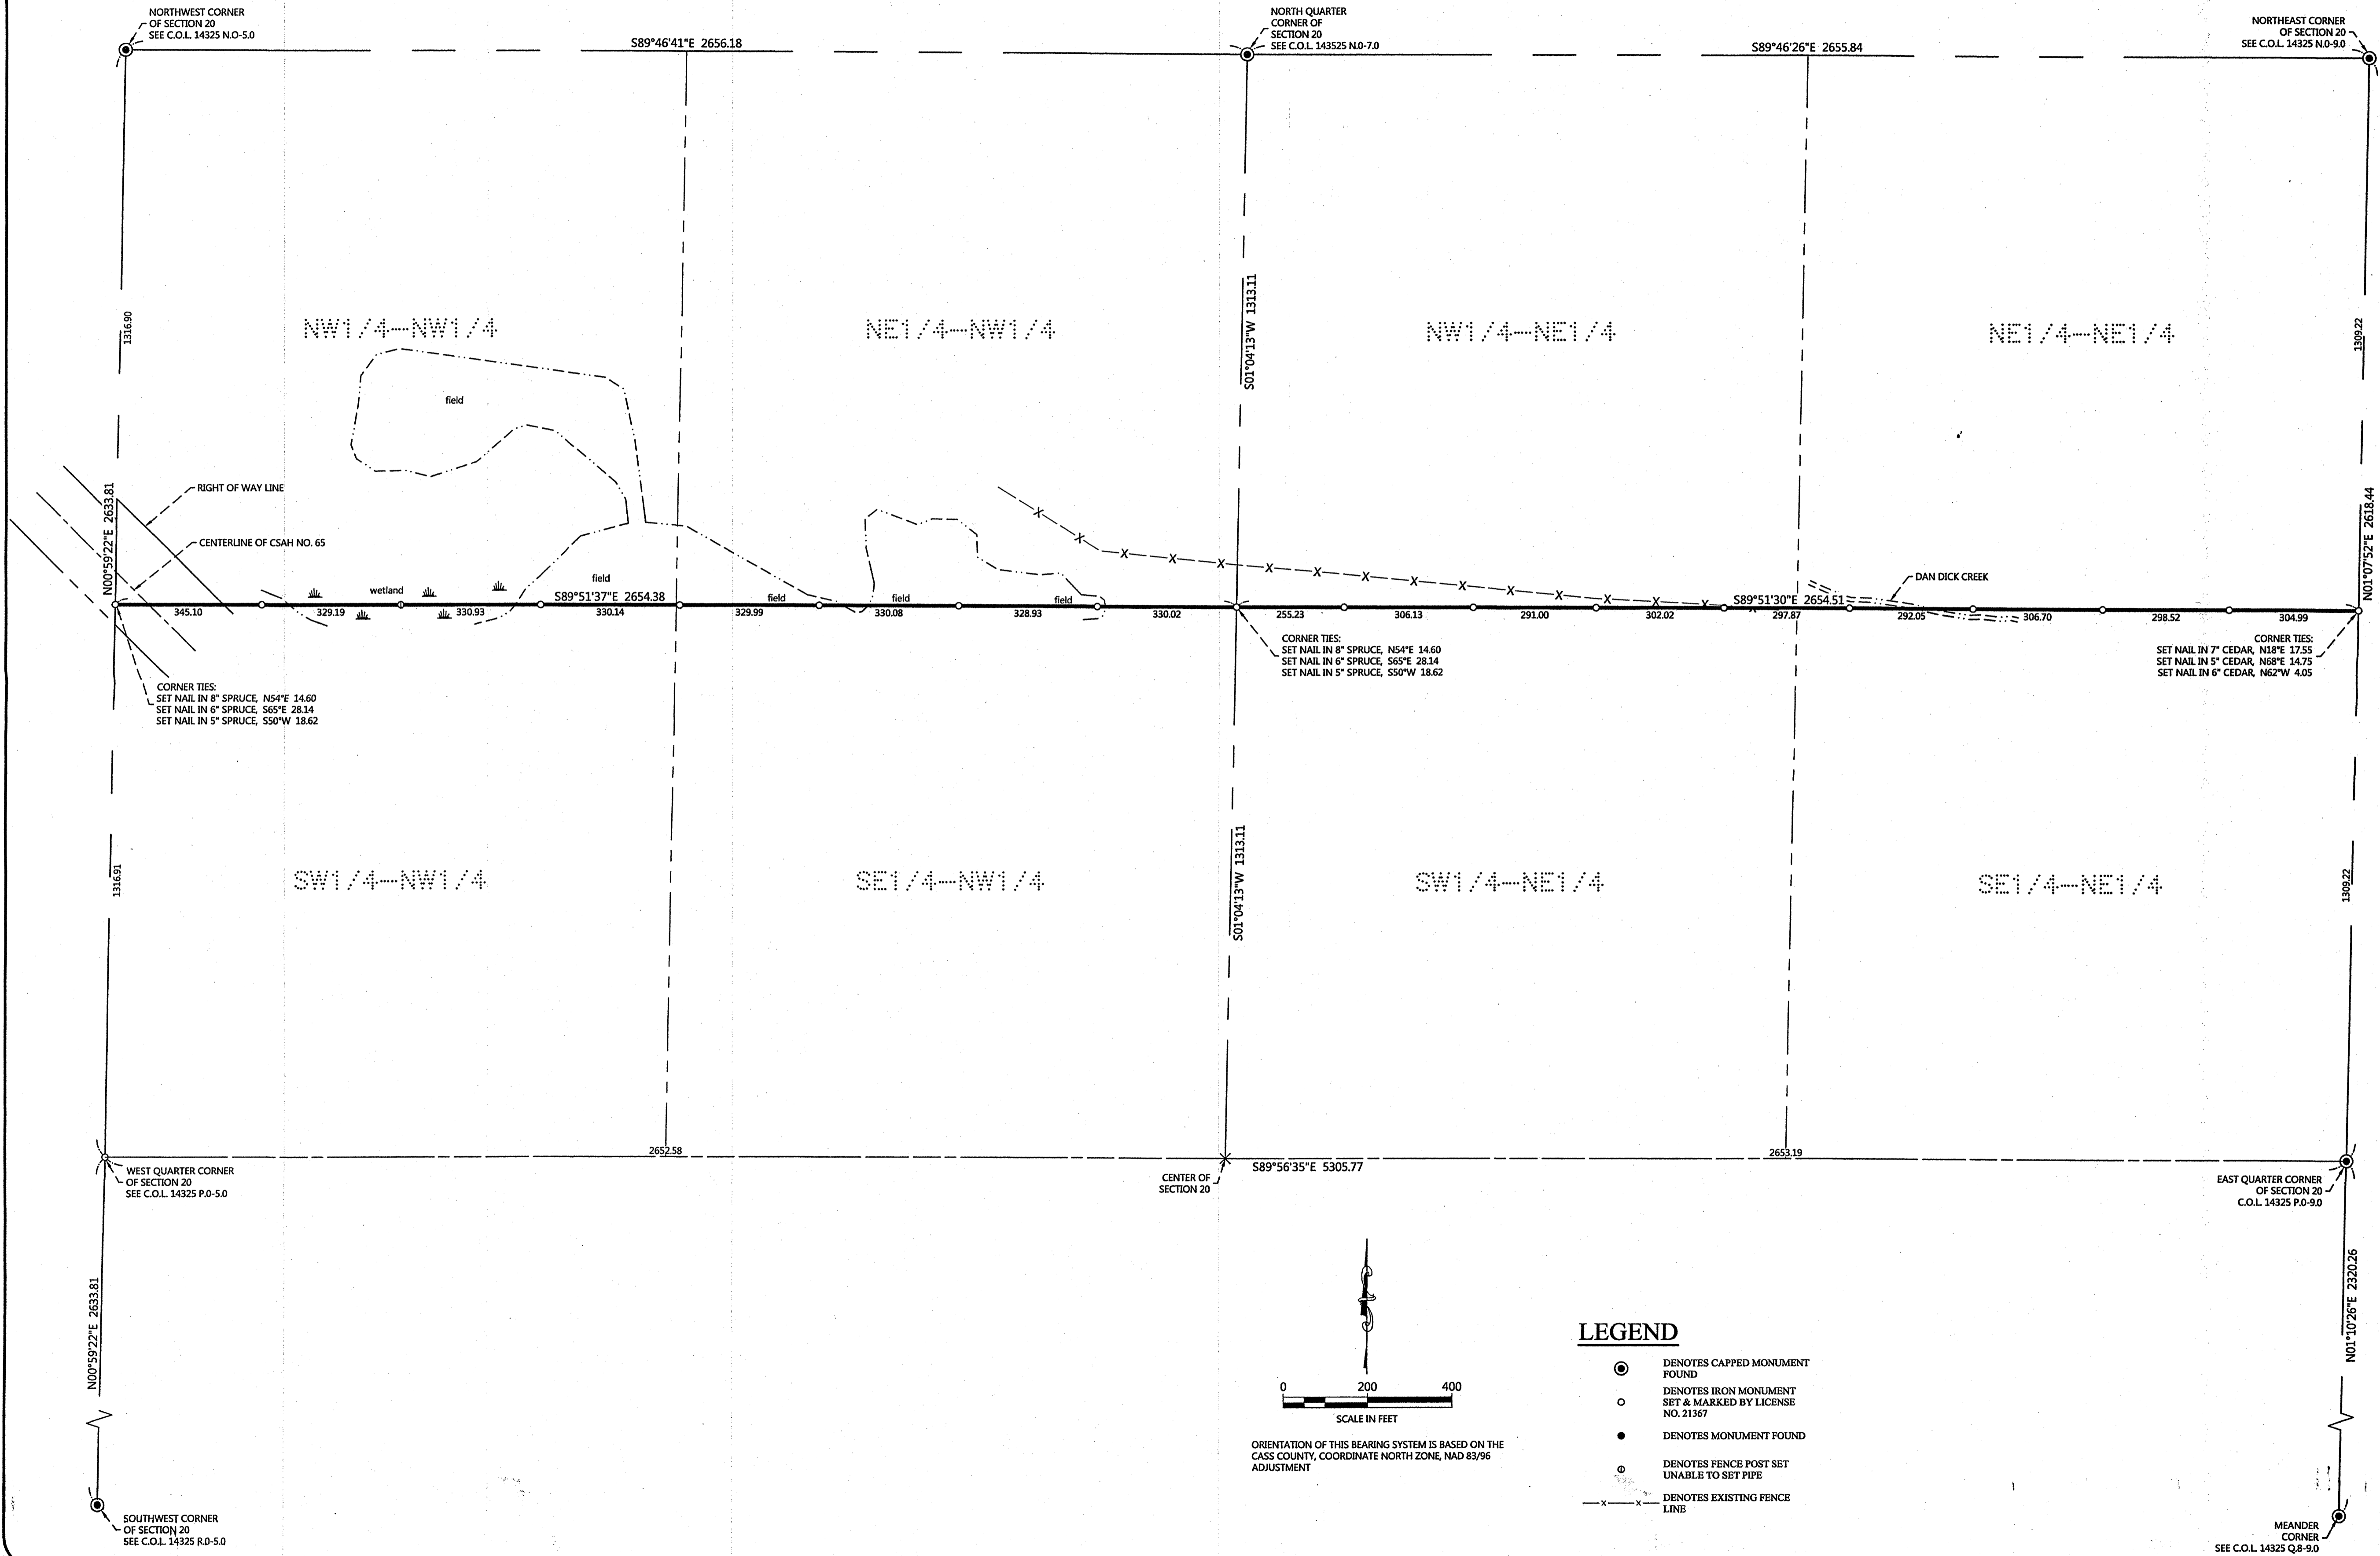 NORTHWEST CORNER
OF SECTION 20
SEE C.O.L. 14325 N.O-5.0
S89°46'41"E 2656.18
NORTH QUARTER
CORNER OF
SECTION 20
SEE C.O.L. 143525 N.0-7.0
S89°46'26"E 2655.84
NORTHEAST CORNER
OF SECTION 20
SEE C.O.L. 14325 N.0-9.0
1316.90
NW1/4--NW1/4
NE1/4--NW1/4
S01°04'13"W 1313.11
NW1/4--NE1/4
NE1/4--NE1/4
1309.22
field
N00°59'22"E 2633.81
RIGHT OF WAY LINE
CENTERLINE OF CSAH NO. 65
N01°07'52"E 2618.44
DAN DICK CREEK
wetland
field
S89°51'37"E 2654.38
field
field
field
S89°51'30"E 2654.51
345.10
329.19
330.93
330.14
329.99
330.08
328.93
330.02
255.23
306.13
291.00
302.02
297.87
292.05
306.70
298.52
304.99
CORNER TIES:
SET NAIL IN 8" SPRUCE, N54°E 14.60
SET NAIL IN 6" SPRUCE, S65°E 28.14
SET NAIL IN 5" SPRUCE, S50°W 18.62
CORNER TIES:
SET NAIL IN 8" SPRUCE, N54°E 14.60
SET NAIL IN 6" SPRUCE, S65°E 28.14
SET NAIL IN 5" SPRUCE, S50°W 18.62
CORNER TIES:
SET NAIL IN 7" CEDAR, N18°E 17.55
SET NAIL IN 5" CEDAR, N68°E 14.75
SET NAIL IN 6" CEDAR, N62°W 4.05
1316.91
SW1/4--NW1/4
SE1/4--NW1/4
S01°04'13"W 1313.11
SW1/4--NE1/4
SE1/4--NE1/4
1309.22
2652.58
2653.19
S89°56'35"E 5305.77
WEST QUARTER CORNER
OF SECTION 20
SEE C.O.L. 14325 P.0-5.0
CENTER OF
SECTION 20
EAST QUARTER CORNER
OF SECTION 20
C.O.L. 14325 P.0-9.0
N00°59'22"E 2633.81
N01°10'26"E 2320.26
0 200 400
SCALE IN FEET
ORIENTATION OF THIS BEARING SYSTEM IS BASED ON THE
CASS COUNTY, COORDINATE NORTH ZONE, NAD 83/96
ADJUSTMENT
LEGEND
DENOTES CAPPED MONUMENT
FOUND
DENOTES IRON MONUMENT
SET & MARKED BY LICENSE
NO. 21367
DENOTES MONUMENT FOUND
DENOTES FENCE POST SET
UNABLE TO SET PIPE
DENOTES EXISTING FENCE
LINE
SOUTHWEST CORNER
OF SECTION 20
SEE C.O.L. 14325 R.0-5.0
MEANDER
CORNER
SEE C.O.L. 14325 Q.8-9.0